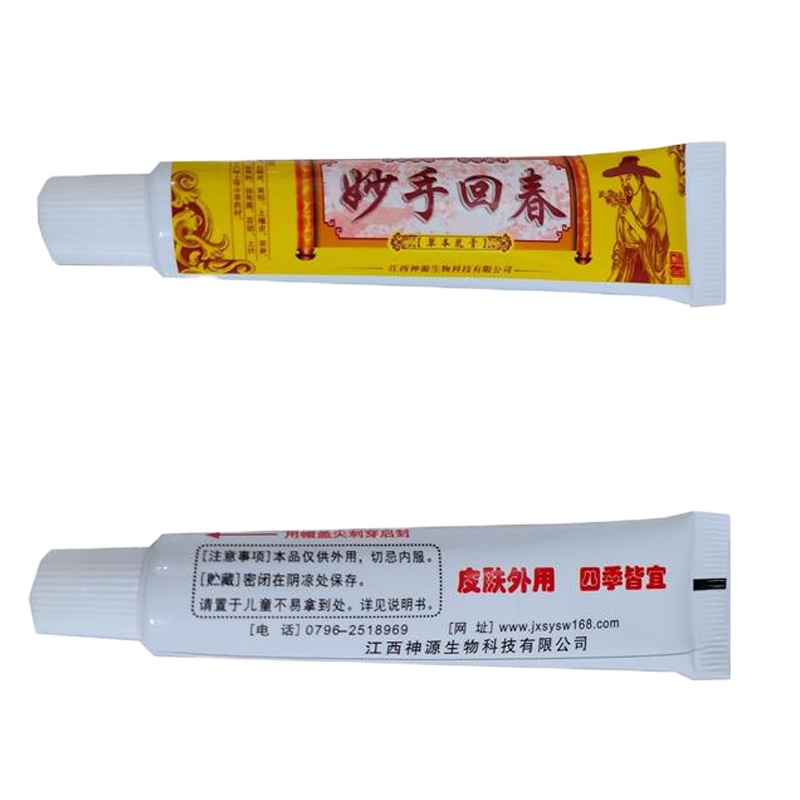 妙手回春
[草本乳膏]
江西神源生物科技有限公司
用帽盖尖刺穿启封
[注意事项]本品仅供外用，切忌内服。
[贮藏]密闭在阴凉处保存。
请置于儿童不易拿到处。详见说明书。
皮肤外用 四季皆宜
[电 话]0796-2518969 [网 址]www.jxsysw168.com
江西神源生物科技有限公司